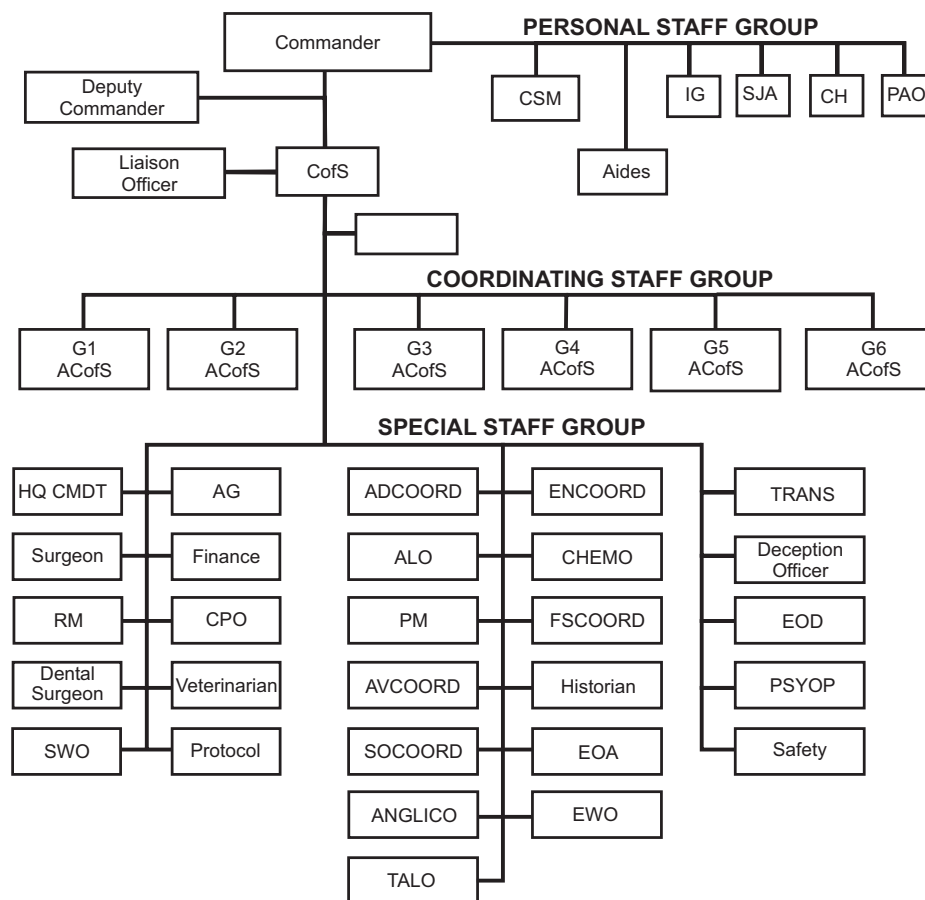 PERSONAL STAFF GROUP
Commander
Deputy
Commander
CSM
IG
SJA
CH
PAO
Liaison
Officer
CofS
Aides
COORDINATING STAFF GROUP
G1
ACofS
G2
ACofS
G3
ACofS
G4
ACofS
G5
ACofS
G6
ACofS
SPECIAL STAFF GROUP
HQ CMDT
AG
Surgeon
Finance
RM
CPO
Dental
Surgeon
Veterinarian
SWO
Protocol
ADCOORD
ENCOORD
ALO
CHEMO
PM
FSCOORD
AVCOORD
Historian
SOCOORD
EOA
ANGLICO
EWO
TALO
TRANS
Deception
Officer
EOD
PSYOP
Safety